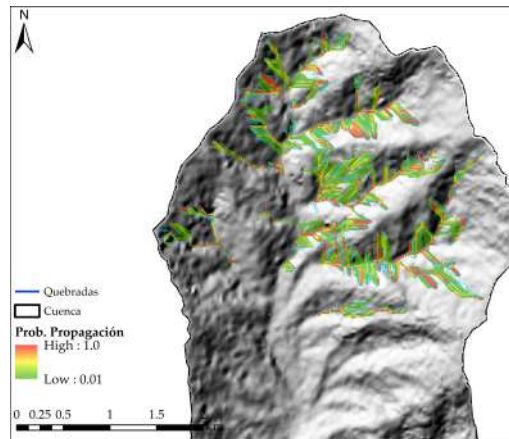 N
Quebradas
Cuenca
Prob. Propagación
High : 1.0
Low : 0.01
0 0.25 0.5 1 1.5